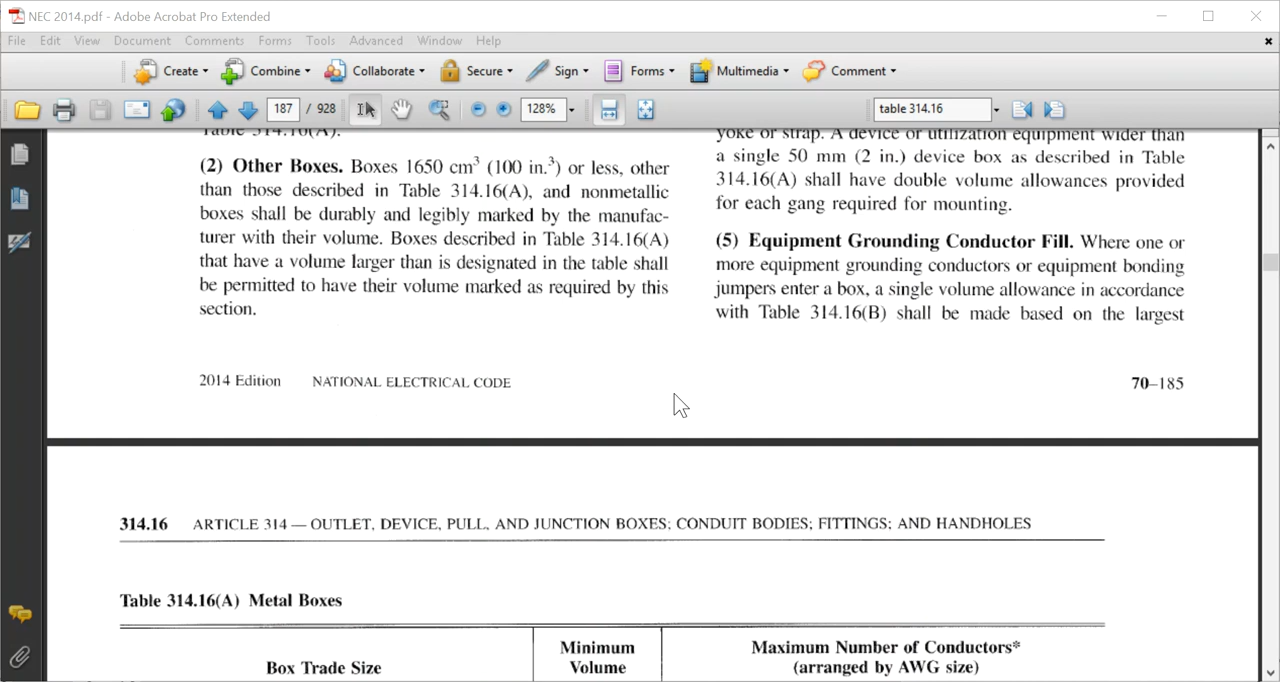 NEC 2014.pdf - Adobe Acrobat Pro Extended
File Edit View Document Comments Forms Tools Advanced Window Help
Create Combine Collaborate Secure Sign Forms Multimedia Comment
187 / 928 128% table 314.16
Table 314.16(A).
(2) Other Boxes. Boxes 1650 cm³ (100 in.³) or less, other
than those described in Table 314.16(A), and nonmetallic
boxes shall be durably and legibly marked by the manufac-
turer with their volume. Boxes described in Table 314.16(A)
that have a volume larger than is designated in the table shall
be permitted to have their volume marked as required by this
section.
yoke or strap. A device or utilization equipment wider than
a single 50 mm (2 in.) device box as described in Table
314.16(A) shall have double volume allowances provided
for each gang required for mounting.
(5) Equipment Grounding Conductor Fill. Where one or
more equipment grounding conductors or equipment bonding
jumpers enter a box, a single volume allowance in accordance
with Table 314.16(B) shall be made based on the largest
2014 Edition NATIONAL ELECTRICAL CODE 70–185
314.16 ARTICLE 314 — OUTLET, DEVICE, PULL, AND JUNCTION BOXES; CONDUIT BODIES; FITTINGS; AND HANDHOLES
Table 314.16(A) Metal Boxes
Box Trade Size
Minimum
Volume
Maximum Number of Conductors*
(arranged by AWG size)